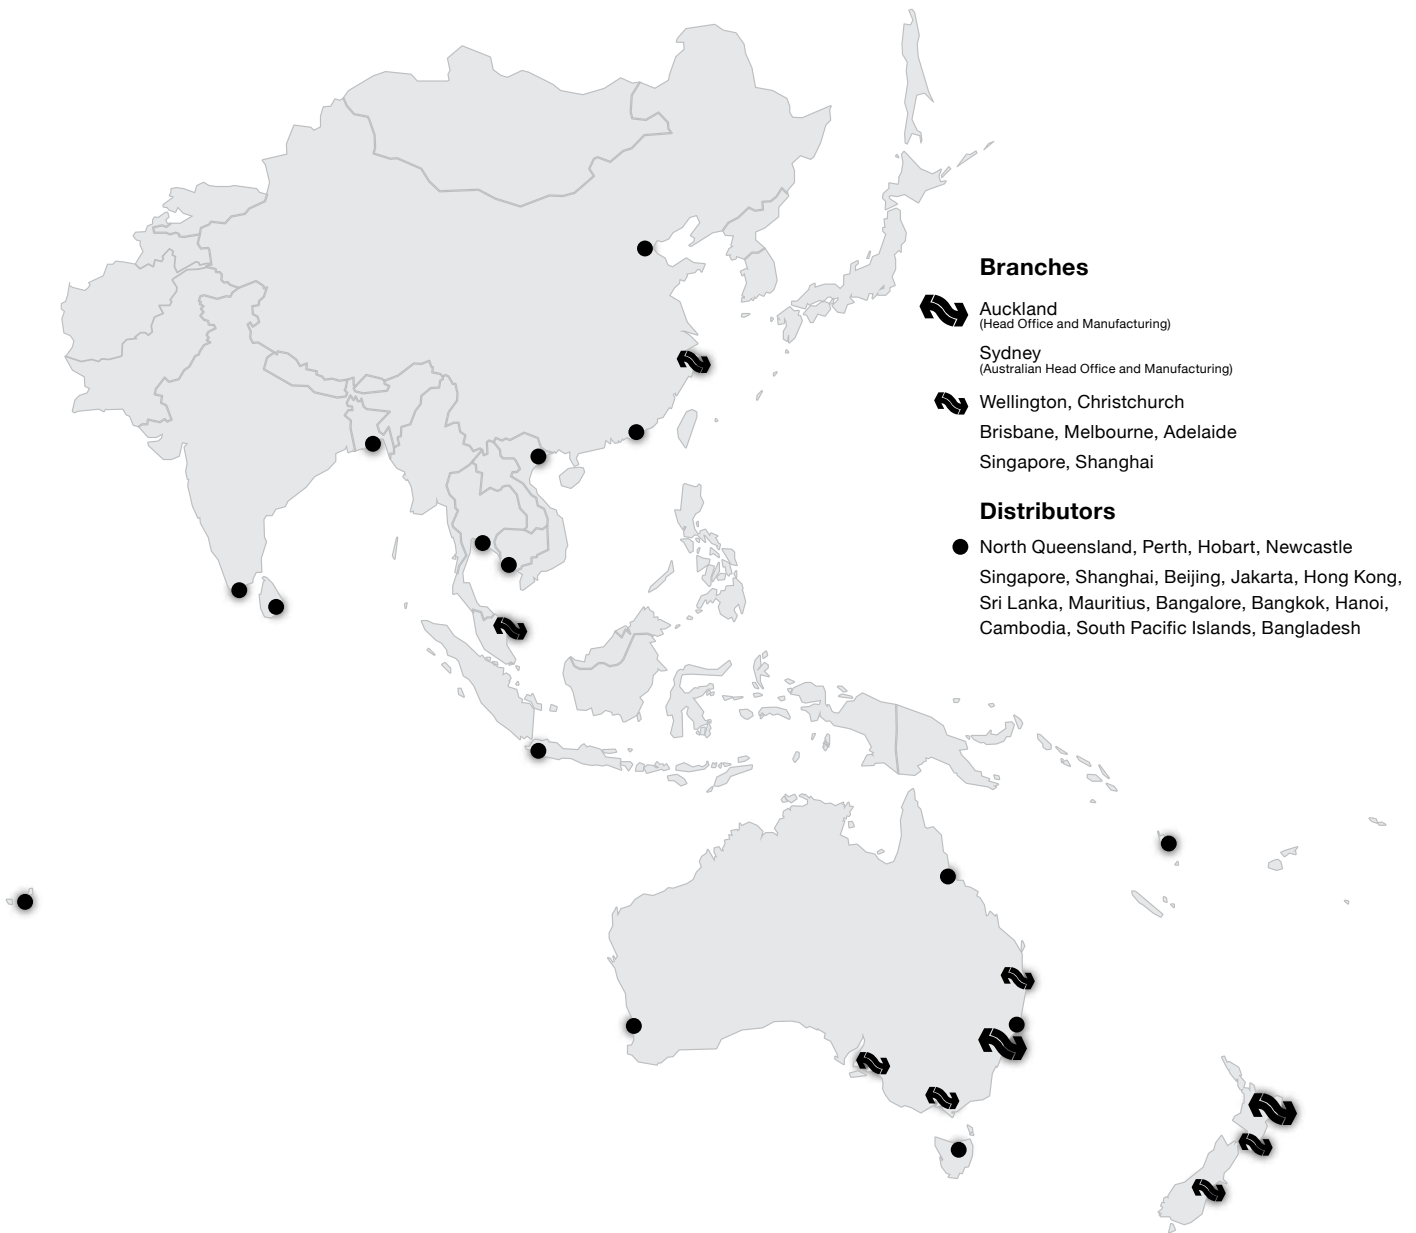 Branches
Auckland
(Head Office and Manufacturing)
Sydney
(Australian Head Office and Manufacturing)
Wellington, Christchurch
Brisbane, Melbourne, Adelaide
Singapore, Shanghai
Distributors
North Queensland, Perth, Hobart, Newcastle
Singapore, Shanghai, Beijing, Jakarta, Hong Kong,
Sri Lanka, Mauritius, Bangalore, Bangkok, Hanoi,
Cambodia, South Pacific Islands, Bangladesh